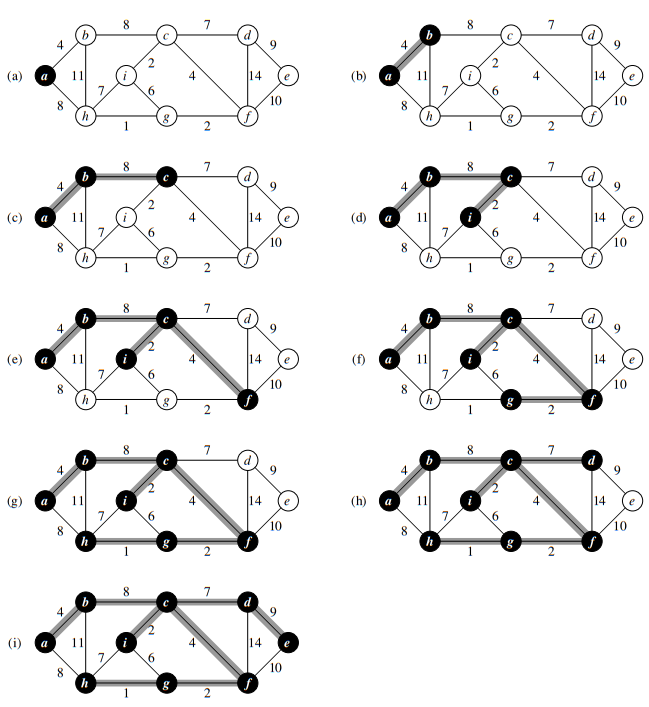 8 7
b c d
4 2 9
(a) a 11 i 4 14 e
8 7 6 10
h g f
1 2
8 7
b c d
4 2 9
(b) a 11 i 4 14 e
8 7 6 10
h g f
1 2
8 7
b c d
4 2 9
(c) a 11 i 4 14 e
8 7 6 10
h g f
1 2
8 7
b c d
4 2 9
(d) a 11 i 4 14 e
8 7 6 10
h g f
1 2
8 7
b c d
4 2 9
(e) a 11 i 4 14 e
8 7 6 10
h g f
1 2
8 7
b c d
4 2 9
(f) a 11 i 4 14 e
8 7 6 10
h g f
1 2
8 7
b c d
4 2 9
(g) a 11 i 4 14 e
8 7 6 10
h g f
1 2
8 7
b c d
4 2 9
(h) a 11 i 4 14 e
8 7 6 10
h g f
1 2
8 7
b c d
4 2 9
(i) a 11 i 4 14 e
8 7 6 10
h g f
1 2